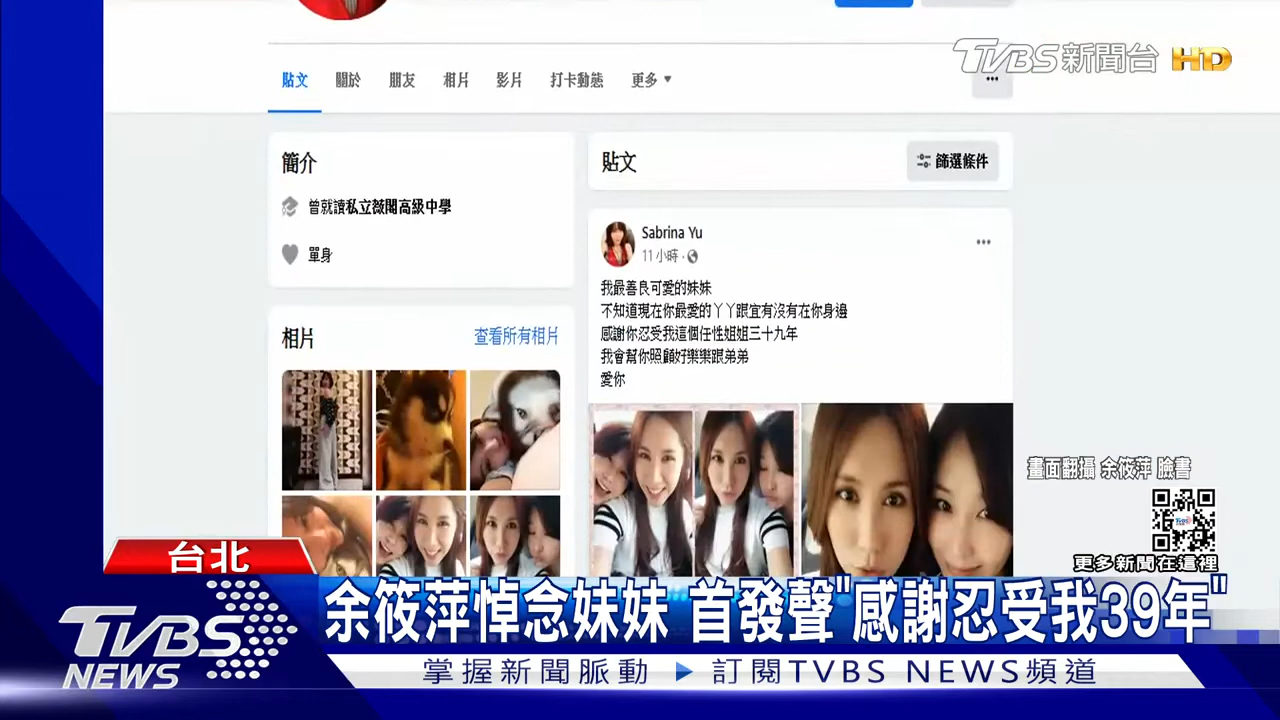 TVBS新聞台 HD
貼文 關於 朋友 相片 影片 打卡動態 更多
簡介
曾就讀私立薇閣高級中學
單身
相片 查看所有相片
貼文 篩選條件
Sabrina Yu
11 小時
我最善良可愛的妹妹
不知道現在你最愛的丫丫跟宜有沒有在你身邊
感謝你忍受我這個任性姐姐三十九年
我會幫你照顧好樂樂跟弟弟
愛你
畫面翻攝 余筱萍 臉書
更多新聞在這裡
台北
余筱萍悼念妹妹 首發聲"感謝忍受我39年"
TVBS NEWS
掌握新聞脈動 ▶ 訂閱TVBS NEWS頻道